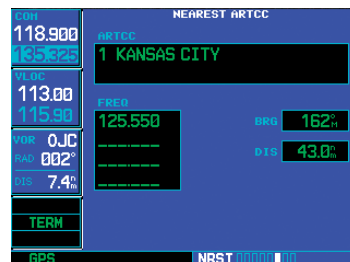 COM
118.900
135.325
VLOC
113.00
115.90
VOR OJC
RAD 002°
DIS 7.4nm
TERM
GPS
NEAREST ARTCC
ARTCC
1 KANSAS CITY
FREQ
125.550
---.---
---.---
---.---
BRG 162°M
DIS 43.0nm
NRST